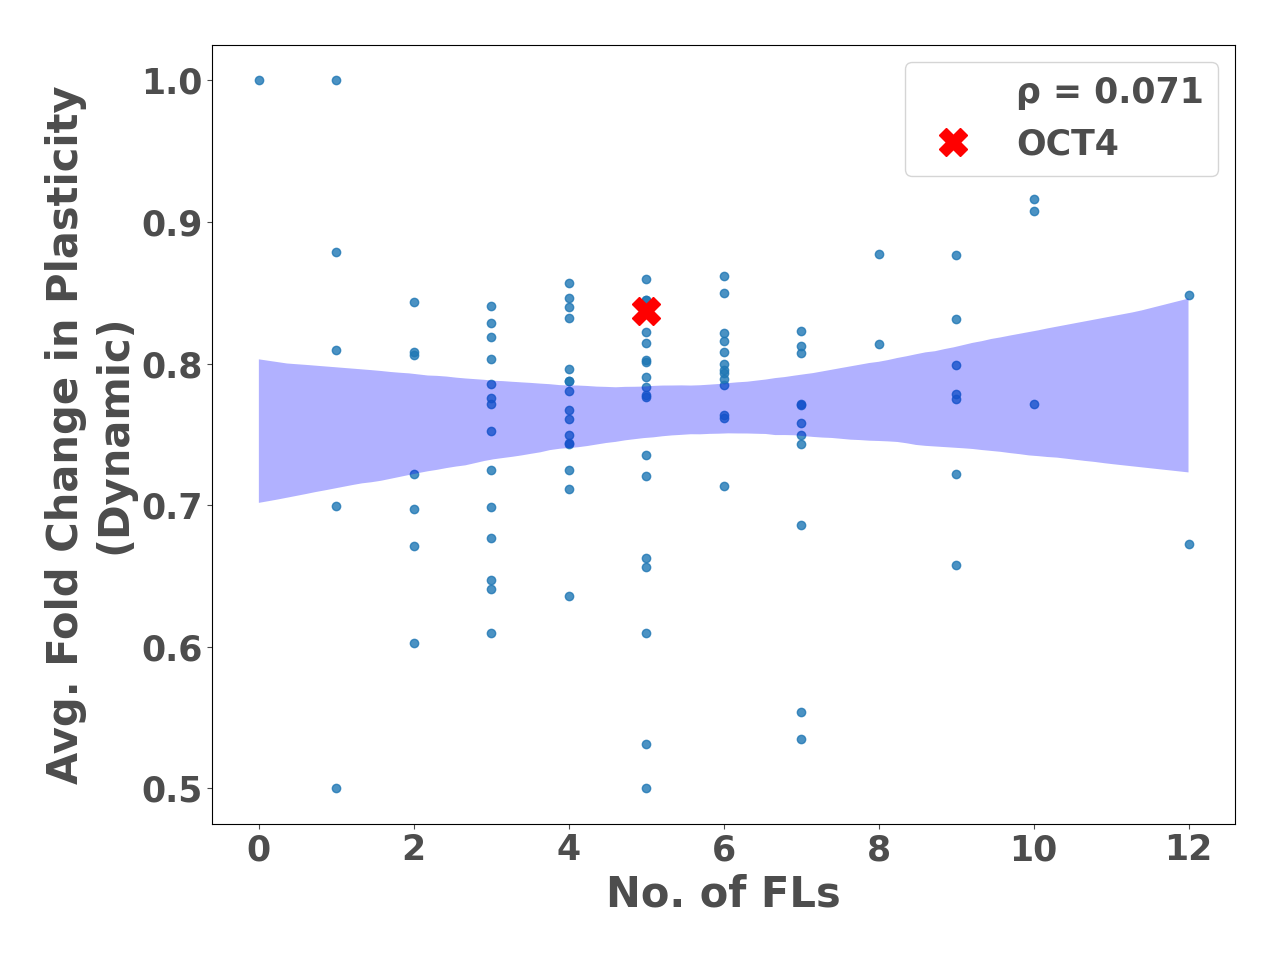 Avg. Fold Change in Plasticity
(Dynamic)
1.0
0.9
0.8
0.7
0.6
0.5
ρ = 0.071
OCT4
0 2 4 6 8 10 12
No. of FLs